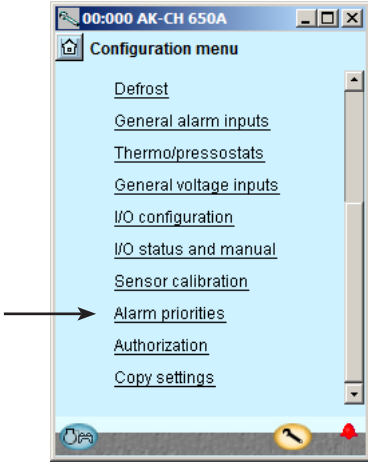 00:000 AK-CH 650A
Configuration menu
Defrost
General alarm inputs
Thermo/pressostats
General voltage inputs
I/O configuration
I/O status and manual
Sensor calibration
Alarm priorities
Authorization
Copy settings